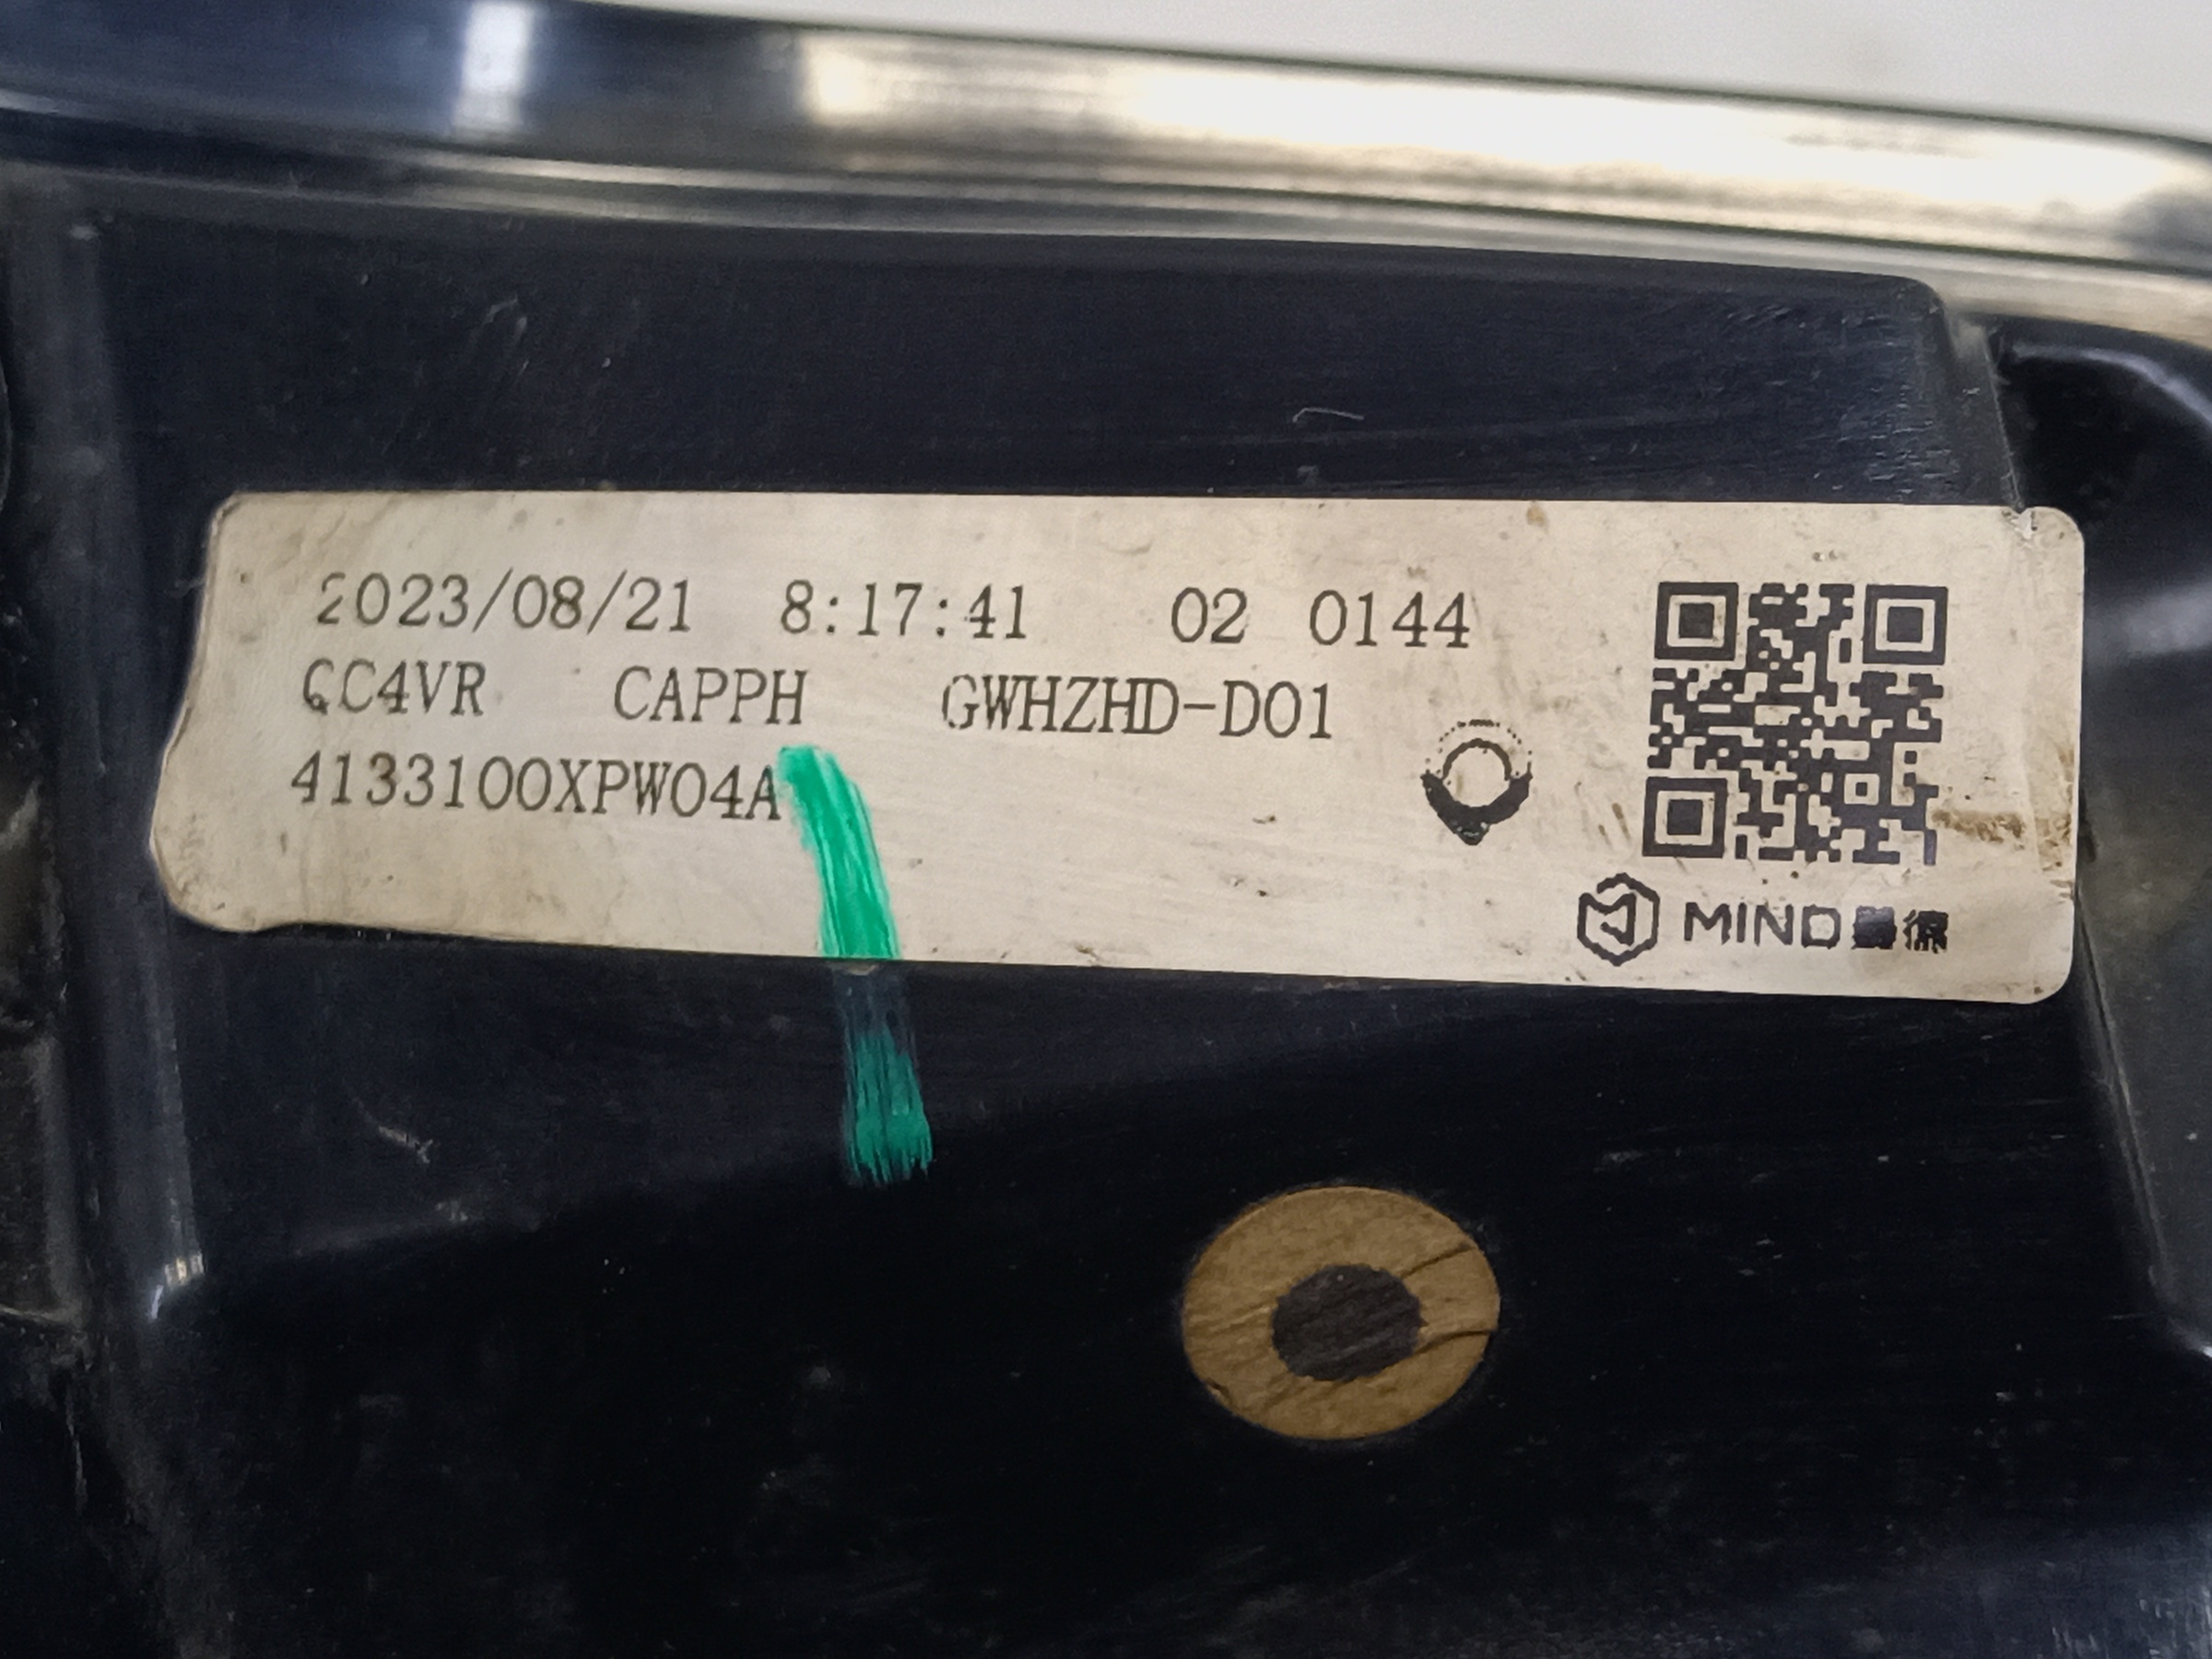 2023/08/21 8:17:41 02 0144
CC4VR CAPPH GWHZHD-D01
4133100XPW04A
MIND